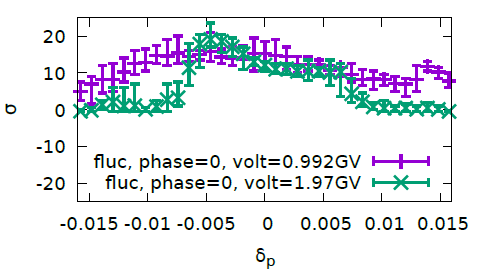 20
10
σ
0
-10
fluc, phase=0, volt=0.992GV
fluc, phase=0, volt=1.97GV
-20
-0.015 -0.01 -0.005 0 0.005 0.01 0.015
δp